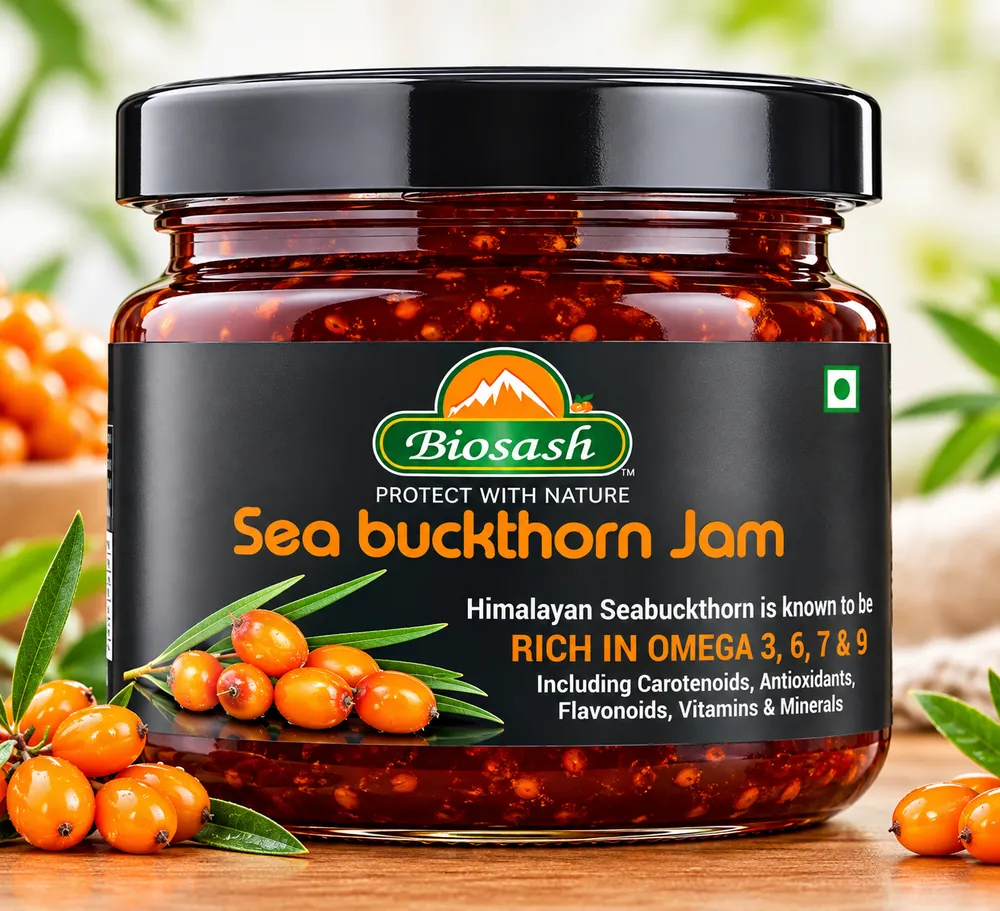 Biosash
TM
PROTECT WITH NATURE
Sea buckthorn Jam
Himalayan Seabuckthorn is known to be
RICH IN OMEGA 3, 6, 7 & 9
Including Carotenoids, Antioxidants,
Flavonoids, Vitamins & Minerals